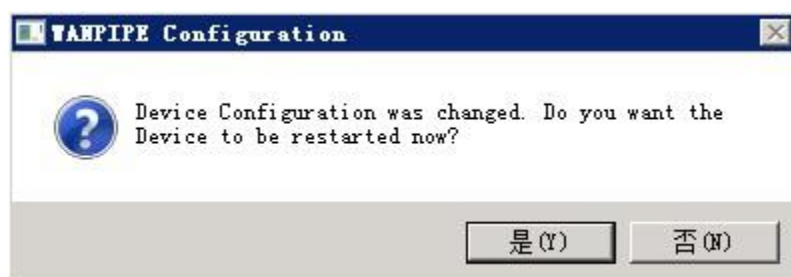 WANPIPE Configuration
Device Configuration was changed. Do you want the
Device to be restarted now?
是(Y)
否(N)